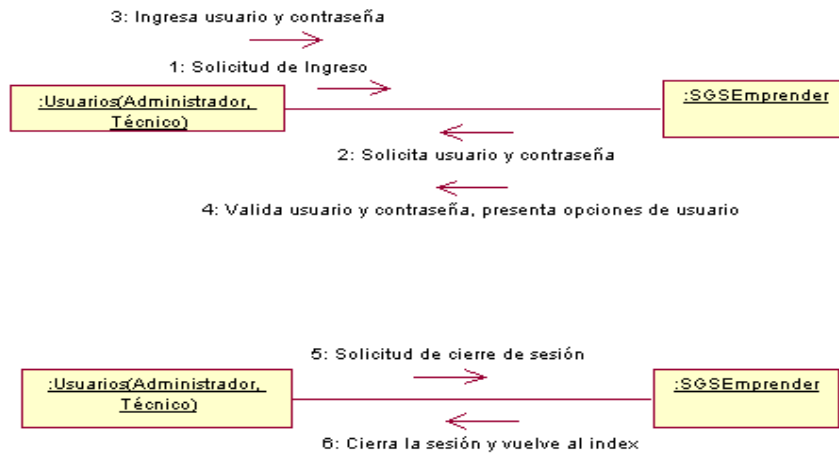 3: Ingresa usuario y contraseña
1: Solicitud de Ingreso
:Usuarios(Administrador,
Técnico)
:SGSEmprender
2: Solicita usuario y contraseña
4: Valida usuario y contraseña, presenta opciones de usuario
5: Solicitud de cierre de sesión
:Usuarios(Administrador,
Técnico)
:SGSEmprender
6: Cierra la sesión y vuelve al index